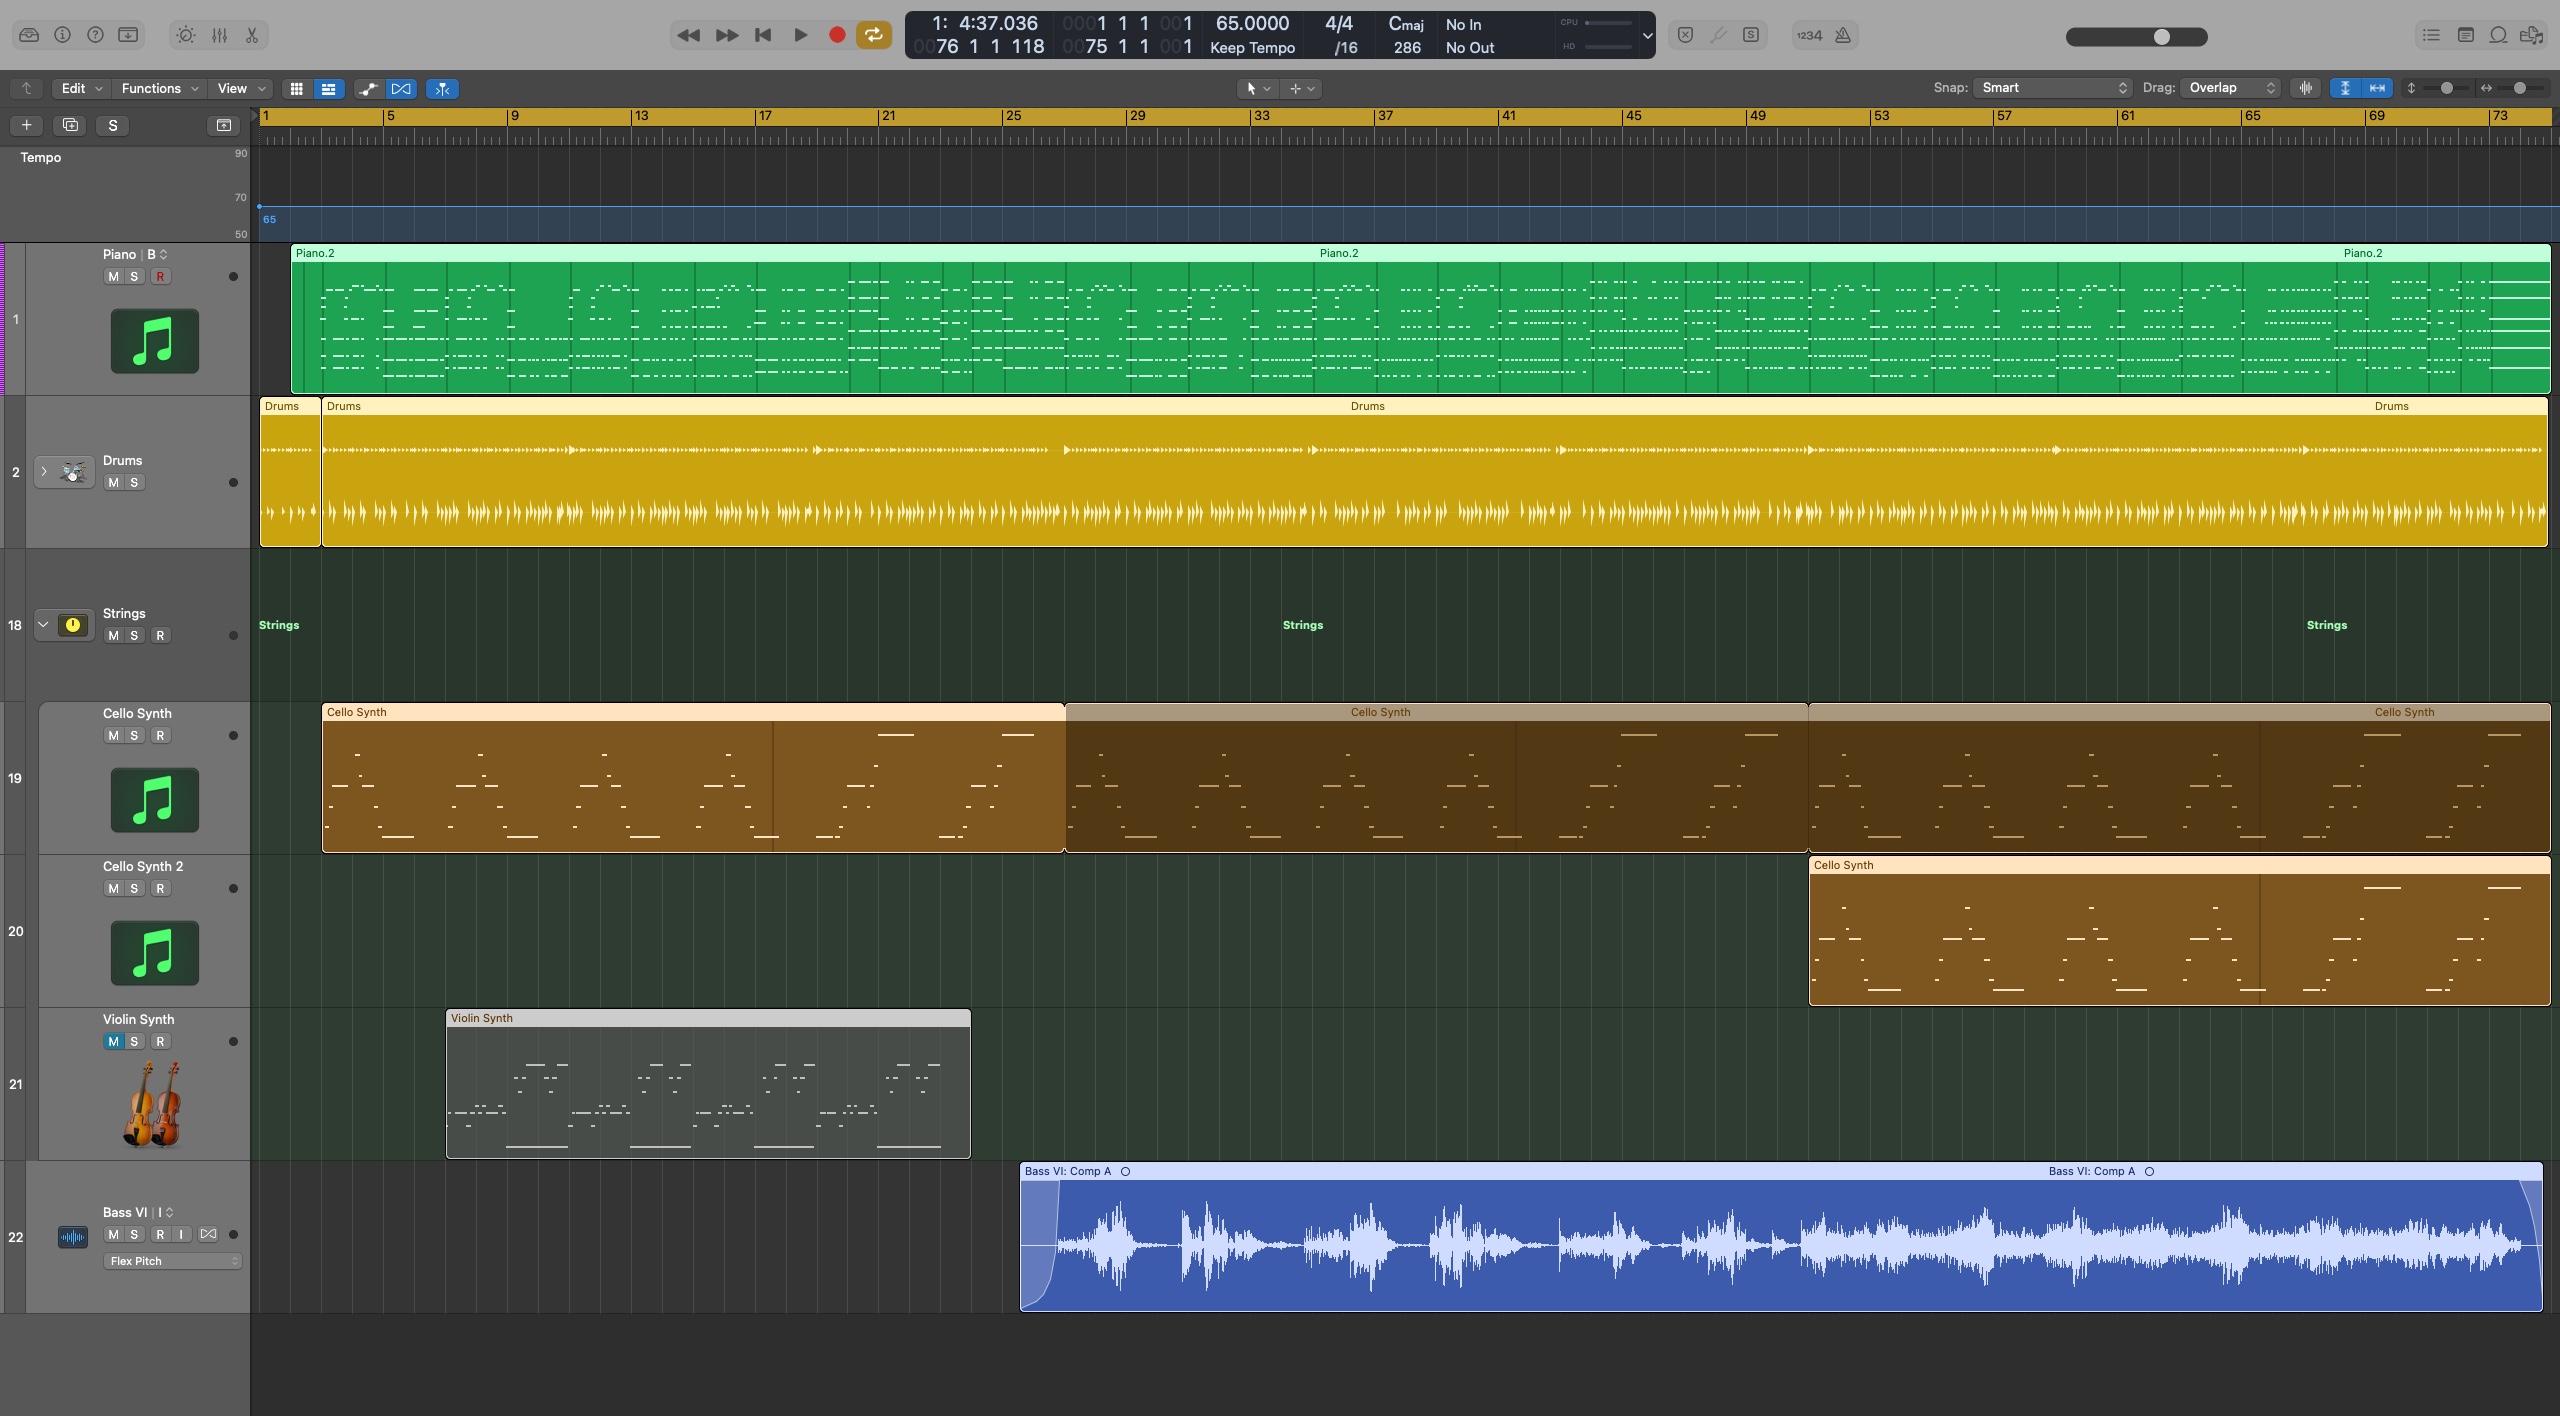 1: 4:37.036 0001 1 1 001 65.0000 4/4 Cmaj No In CPU
0076 1 1 118 0075 1 1 001 Keep Tempo /16 286 No Out HD
S
1234
Edit Functions View Snap: Smart Drag: Overlap
S
1 5 9 13 17 21 25 29 33 37 41 45 49 53 57 61 65 69 73
Tempo 90
70
65
50
Piano | B
M S R
1
Piano.2 Piano.2 Piano.2
Drums Drums Drums Drums
2
Drums
M S
18
Strings
M S R
Strings Strings Strings
Cello Synth
M S R
19
Cello Synth Cello Synth Cello Synth
Cello Synth 2
M S R
20
Cello Synth
Violin Synth
M S R
21
Violin Synth
Bass VI | I
M S R I
22
Flex Pitch
Bass VI: Comp A Bass VI: Comp A